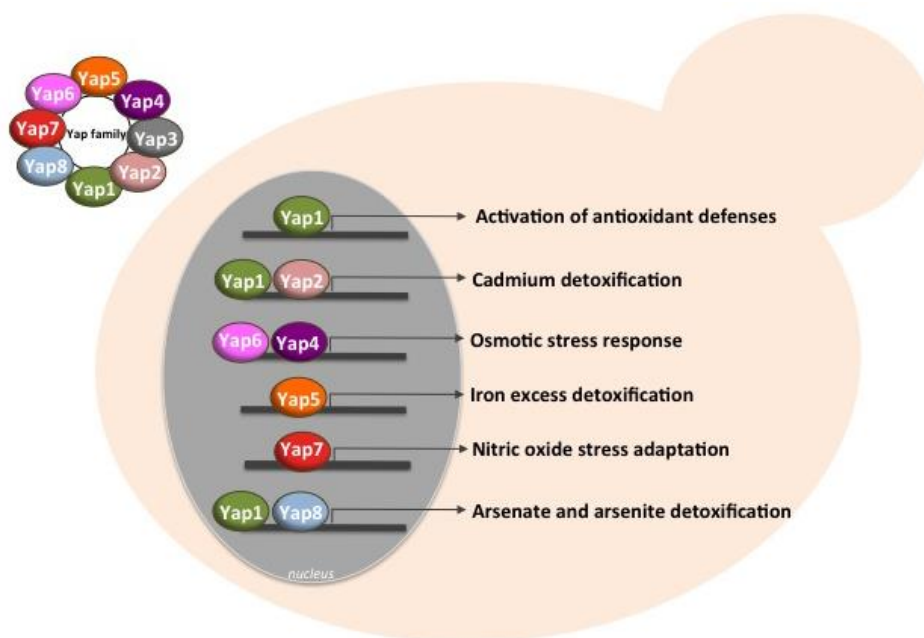 Yap5
Yap6
Yap4
Yap7
Yap family
Yap3
Yap8
Yap2
Yap1
Yap1
Activation of antioxidant defenses
Yap1 Yap2
Cadmium detoxification
Yap6 Yap4
Osmotic stress response
Yap5
Iron excess detoxification
Yap7
Nitric oxide stress adaptation
Yap1 Yap8
Arsenate and arsenite detoxification
nucleus